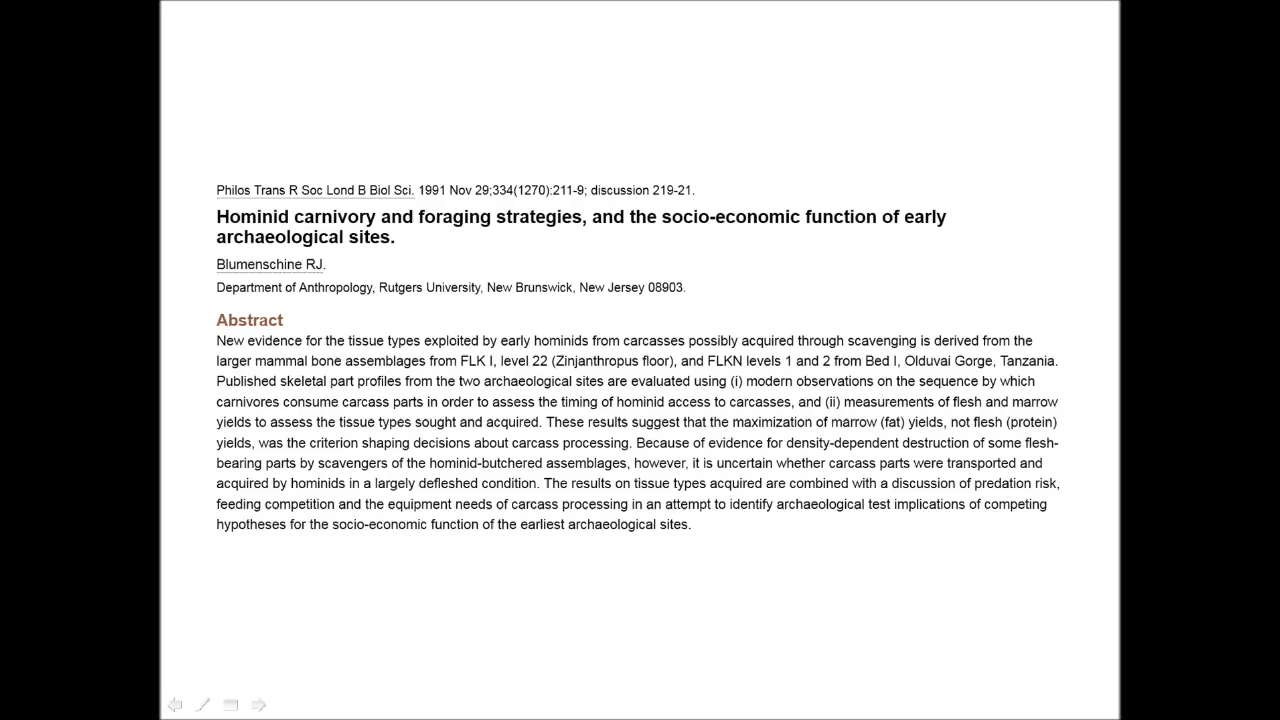 Philos Trans R Soc Lond B Biol Sci. 1991 Nov 29;334(1270):211-9; discussion 219-21.
Hominid carnivory and foraging strategies, and the socio-economic function of early
archaeological sites.
Blumenschine RJ.
Department of Anthropology, Rutgers University, New Brunswick, New Jersey 08903.
Abstract
New evidence for the tissue types exploited by early hominids from carcasses possibly acquired through scavenging is derived from the
larger mammal bone assemblages from FLK I, level 22 (Zinjanthropus floor), and FLKN levels 1 and 2 from Bed I, Olduvai Gorge, Tanzania.
Published skeletal part profiles from the two archaeological sites are evaluated using (i) modern observations on the sequence by which
carnivores consume carcass parts in order to assess the timing of hominid access to carcasses, and (ii) measurements of flesh and marrow
yields to assess the tissue types sought and acquired. These results suggest that the maximization of marrow (fat) yields, not flesh (protein)
yields, was the criterion shaping decisions about carcass processing. Because of evidence for density-dependent destruction of some flesh-
bearing parts by scavengers of the hominid-butchered assemblages, however, it is uncertain whether carcass parts were transported and
acquired by hominids in a largely defleshed condition. The results on tissue types acquired are combined with a discussion of predation risk,
feeding competition and the equipment needs of carcass processing in an attempt to identify archaeological test implications of competing
hypotheses for the socio-economic function of the earliest archaeological sites.